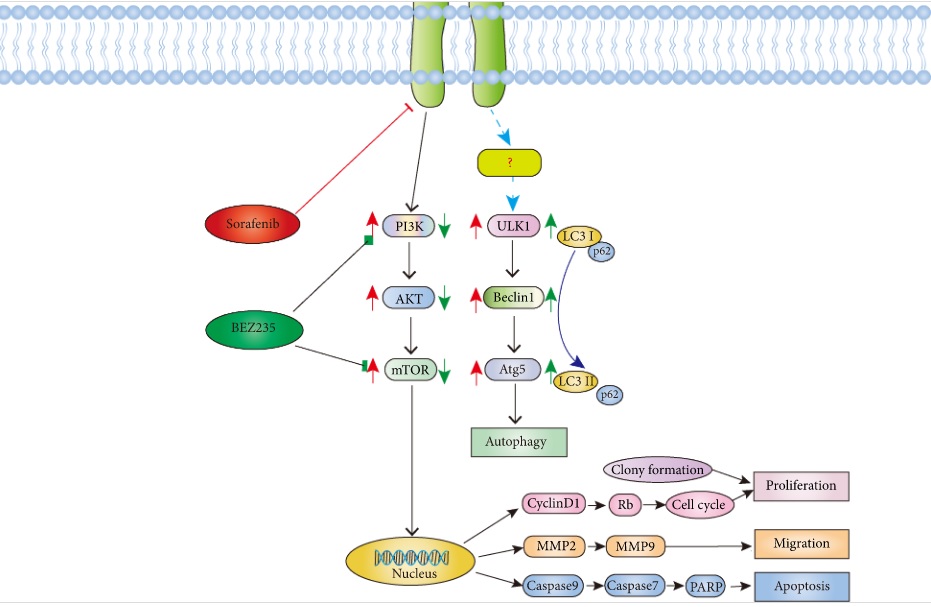 ?
Sorafenib
PI3K
ULK1
LC3 I
p62
BEZ235
AKT
Beclin1
mTOR
Atg5
LC3 II
p62
Autophagy
Clony formation
Proliferation
CyclinD1
Rb
Cell cycle
MMP2
MMP9
Migration
Nucleus
Caspase9
Caspase7
PARP
Apoptosis